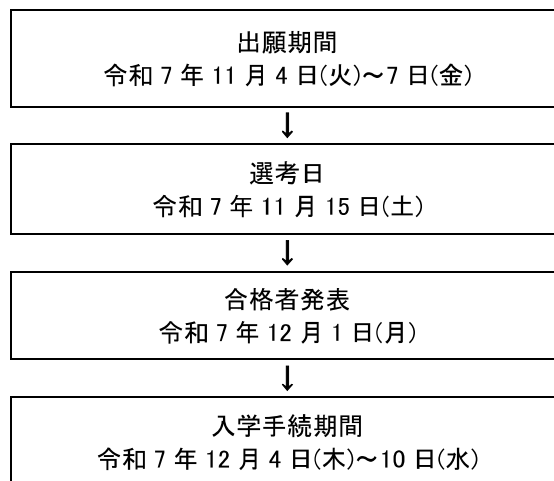 出願期間
令和 7 年 11 月 4 日(火)～7 日(金)
↓
選考日
令和 7 年 11 月 15 日(土)
↓
合格者発表
令和 7 年 12 月 1 日(月)
↓
入学手続期間
令和 7 年 12 月 4 日(木)～10 日(水)